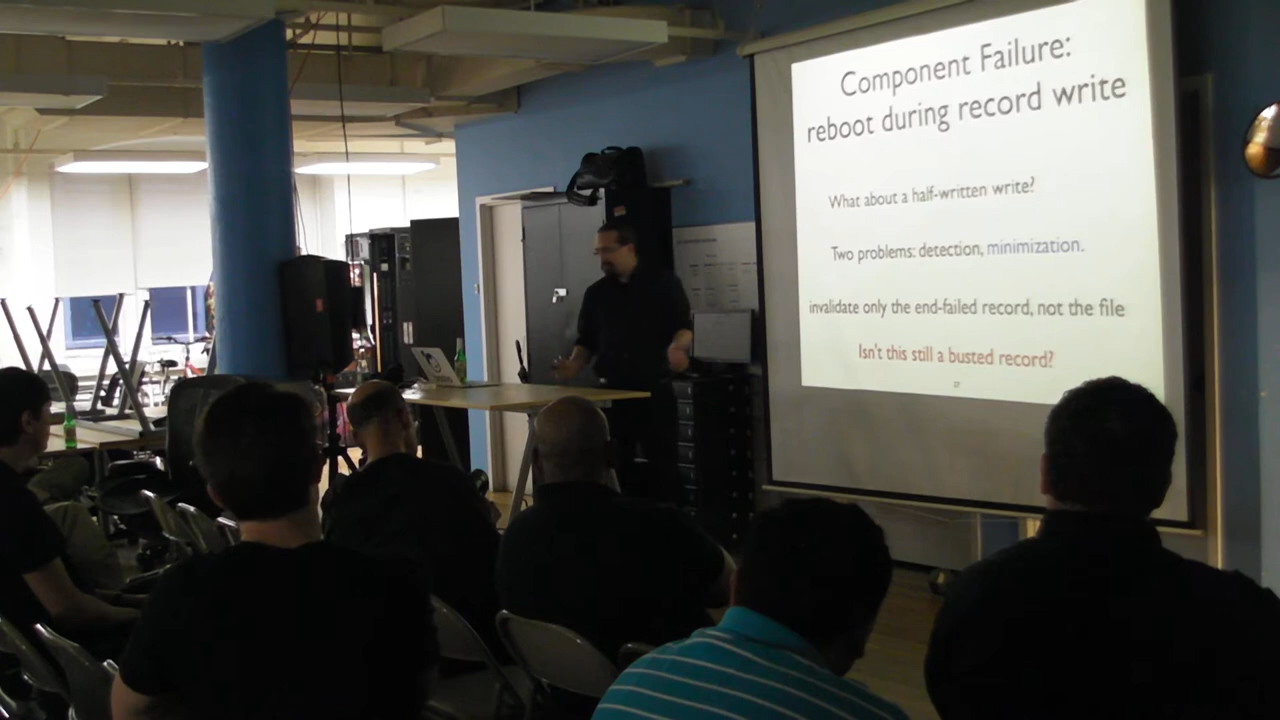 Component Failure:
reboot during record write
What about a half-written write?
Two problems: detection, minimization.
invalidate only the end-failed record, not the file
Isn't this still a busted record?